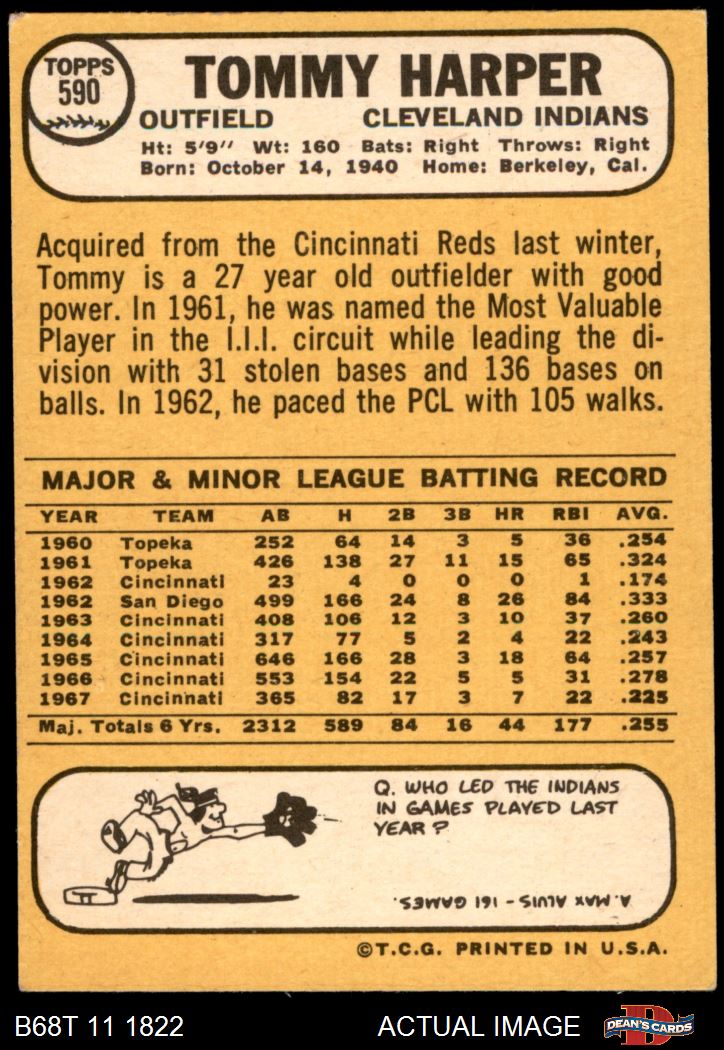 TOPPS
590
TOMMY HARPER
OUTFIELD CLEVELAND INDIANS
Ht: 5'9" Wt: 160 Bats: Right Throws: Right
Born: October 14, 1940 Home: Berkeley, Cal.
Acquired from the Cincinnati Reds last winter,
Tommy is a 27 year old outfielder with good
power. In 1961, he was named the Most Valuable
Player in the I.I.I. circuit while leading the di-
vision with 31 stolen bases and 136 bases on
balls. In 1962, he paced the PCL with 105 walks.
MAJOR & MINOR LEAGUE BATTING RECORD
YEAR TEAM AB H 2B 3B HR RBI AVG.
1960 Topeka 252 64 14 3 5 36 .254
1961 Topeka 426 138 27 11 15 65 .324
1962 Cincinnati 23 4 0 0 0 1 .174
1962 San Diego 499 166 24 8 26 84 .333
1963 Cincinnati 408 106 12 3 10 37 .260
1964 Cincinnati 317 77 5 2 4 22 .243
1965 Cincinnati 646 166 28 3 18 64 .257
1966 Cincinnati 553 154 22 5 5 31 .278
1967 Cincinnati 365 82 17 3 7 22 .225
Maj. Totals 6 Yrs. 2312 589 84 16 44 177 .255
Q. WHO LED THE INDIANS
IN GAMES PLAYED LAST
YEAR?
A. MAX ALVIS - 161 GAMES.
©T.C.G. PRINTED IN U.S.A.
B68T 11 1822 ACTUAL IMAGE DEAN'S CARDS